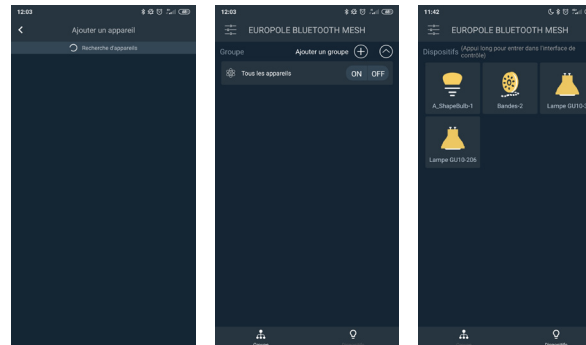 12:03
Ajouter un appareil
Recherche d'appareils
12:03
EUROPOLE BLUETOOTH MESH
Groupe Ajouter un groupe
Tous les appareils ON OFF
11:42
EUROPOLE BLUETOOTH MESH
Dispositifs (Appui long pour entrer dans l'interface de
contrôle)
A_ShapeBulb-1 Bandes-2 Lampe GU10-
Lampe GU10-206